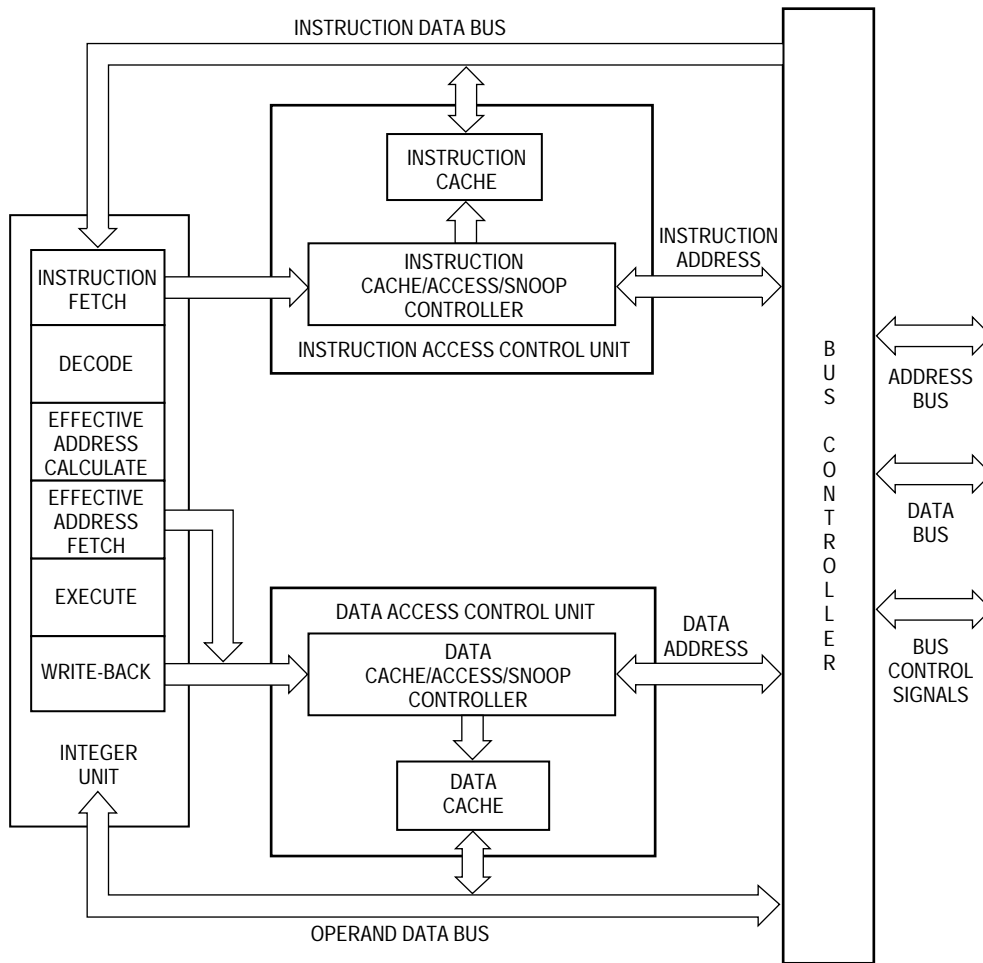 INSTRUCTION DATA BUS
INSTRUCTION
CACHE
INSTRUCTION
ADDRESS
INSTRUCTION
FETCH
INSTRUCTION
CACHE/ACCESS/SNOOP
CONTROLLER
INSTRUCTION ACCESS CONTROL UNIT
DECODE
EFFECTIVE
ADDRESS
CALCULATE
EFFECTIVE
ADDRESS
FETCH
EXECUTE
WRITE-BACK
INTEGER
UNIT
DATA ACCESS CONTROL UNIT
DATA
CACHE/ACCESS/SNOOP
CONTROLLER
DATA
ADDRESS
DATA
CACHE
OPERAND DATA BUS
BUS CONTROLLER
ADDRESS
BUS
DATA
BUS
BUS
CONTROL
SIGNALS